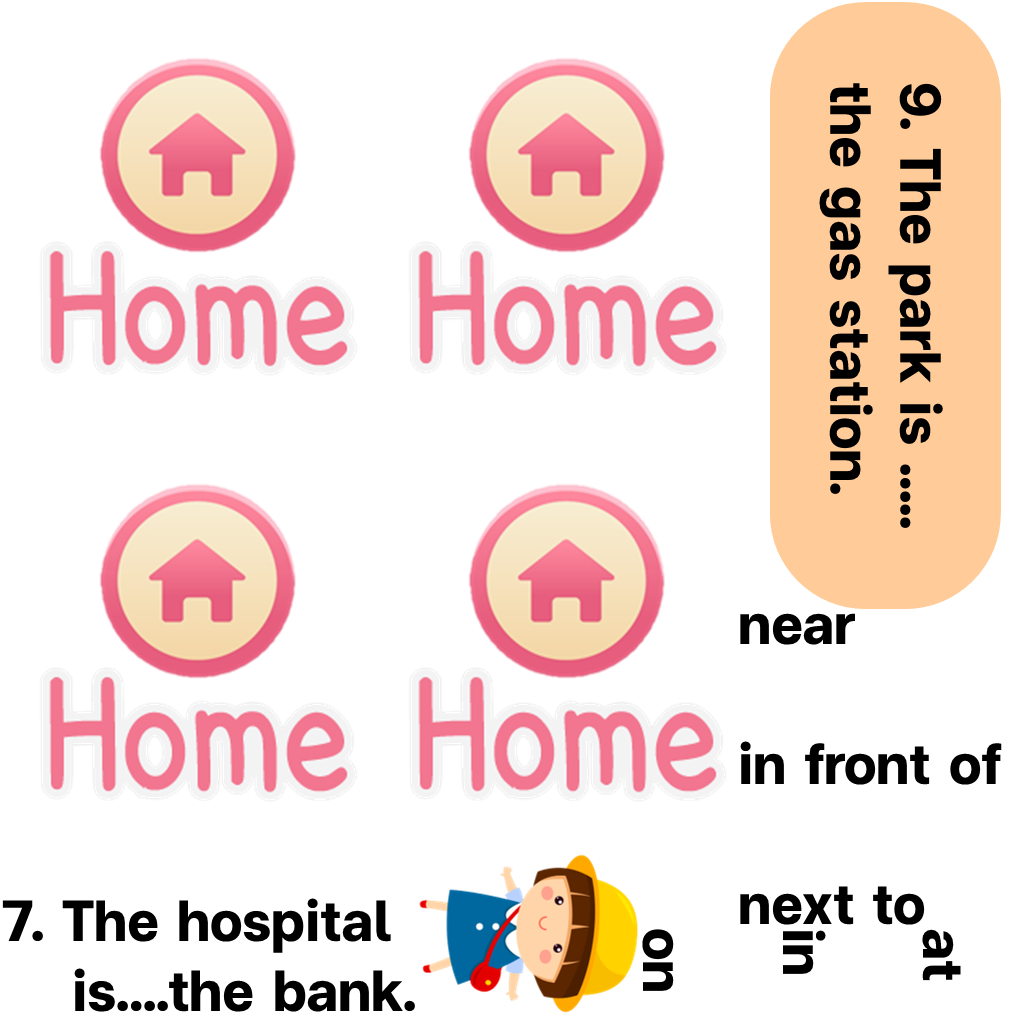 Home
Home
9. The park is .....
the gas station.
Home
Home
near
in front of
next to
7. The hospital
is....the bank.
on
in
at